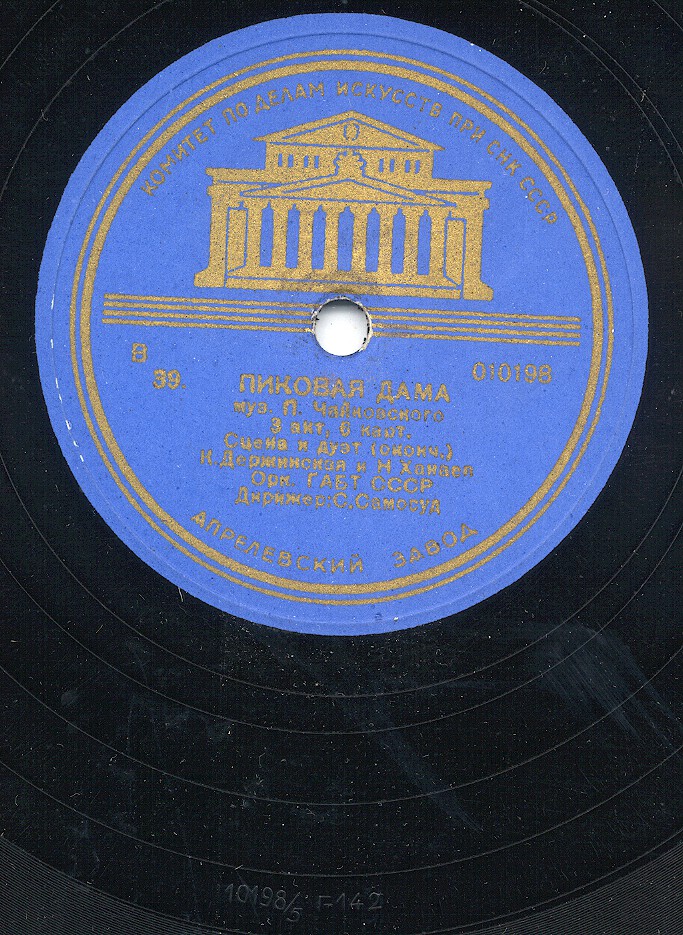 КОМИТЕТ ПО ДЕЛАМ ИСКУССТВ ПРИ СНК СССР
В
39.
010198
ПИКОВАЯ ДАМА
муз. П. Чайковского
3 акт, 6 карт.
Сцена и дуэт (оконч.)
К. Держинская и Н. Ханаев
Орк. ГАБТ СССР
Дирижер: С. Самосуд
АПРЕЛЕВСКИЙ ЗАВОД
10198/5 Г-142